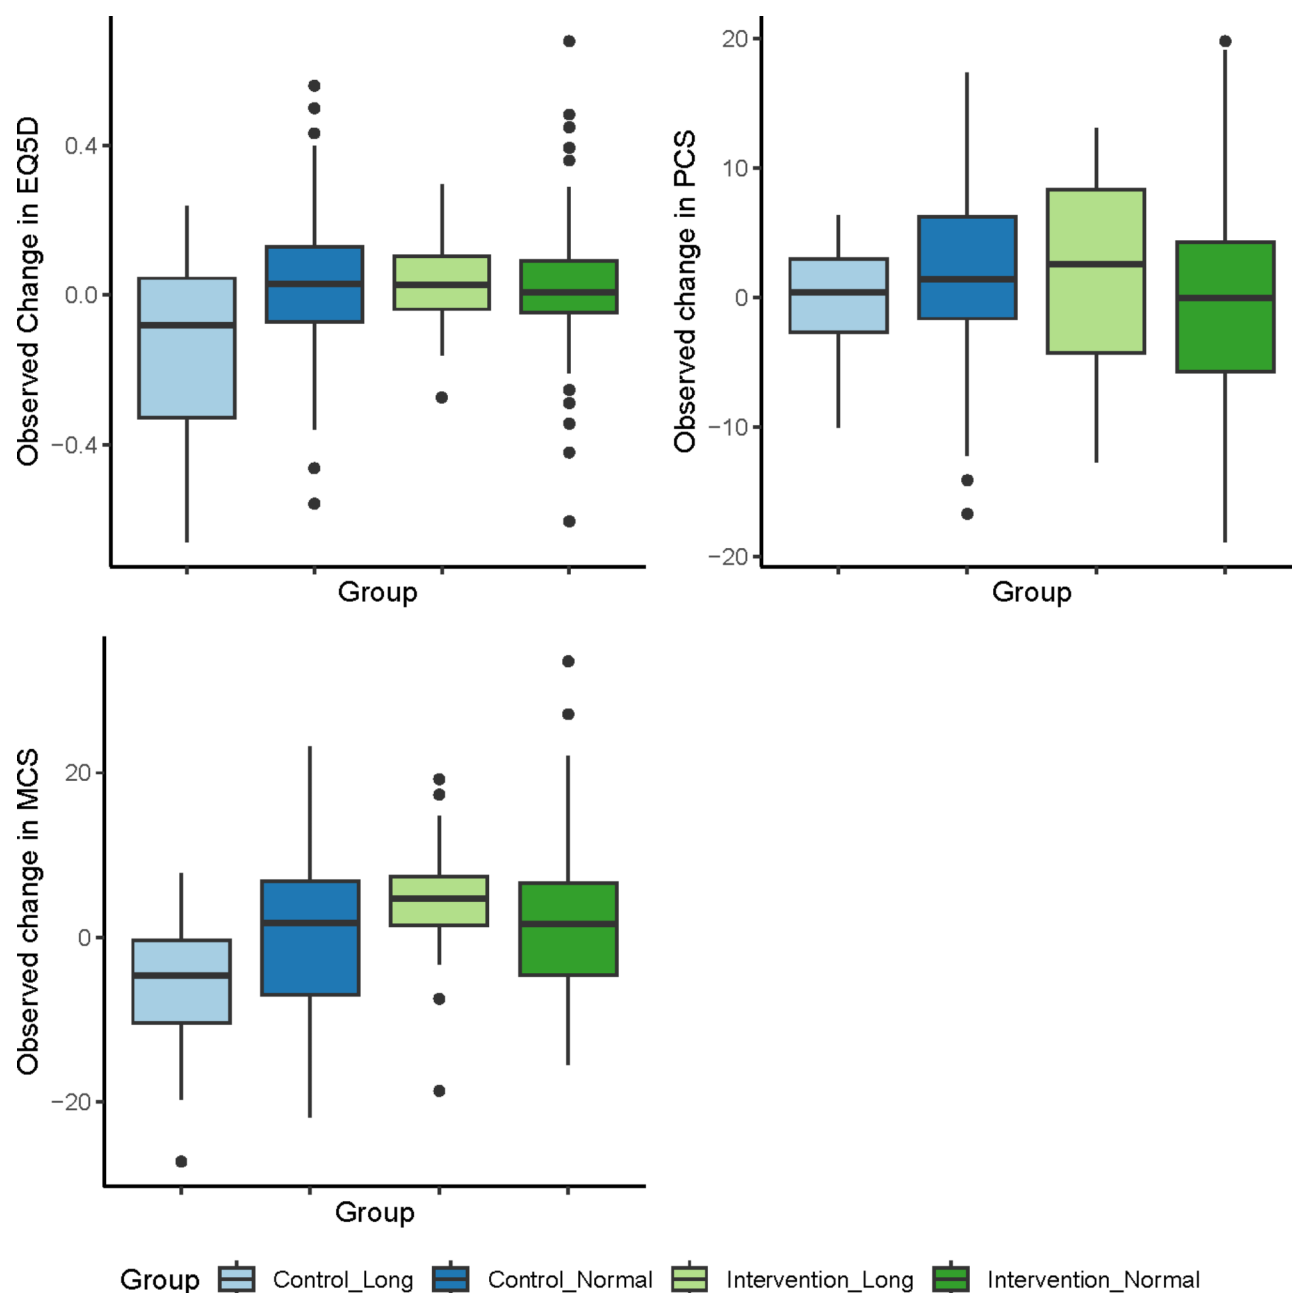 Observed Change in EQ5D
0.4
0.0
−0.4
Group
Observed change in PCS
20
10
0
−10
−20
Group
Observed change in MCS
20
0
−20
Group
Group Control_Long Control_Normal Intervention_Long Intervention_Normal